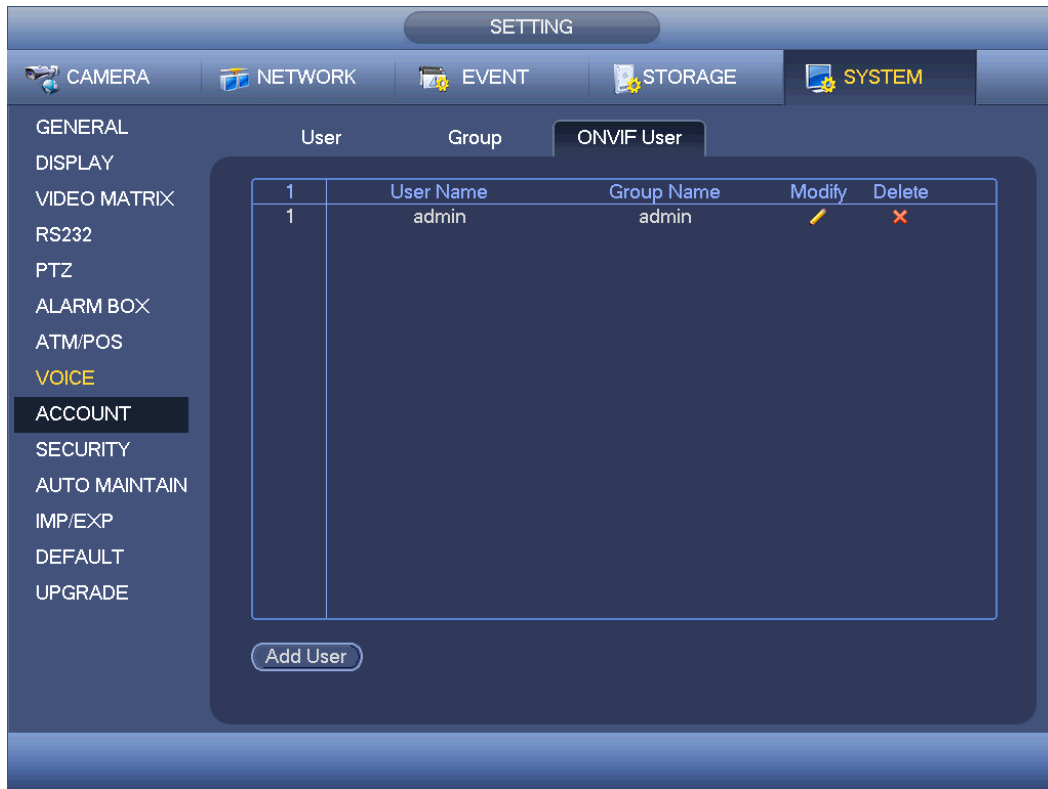 SETTING
CAMERA NETWORK EVENT STORAGE SYSTEM
GENERAL
DISPLAY
VIDEO MATRIX
RS232
PTZ
ALARM BOX
ATM/POS
VOICE
ACCOUNT
SECURITY
AUTO MAINTAIN
IMP/EXP
DEFAULT
UPGRADE
User Group ONVIF User
1 User Name Group Name Modify Delete
1 admin admin
Add User